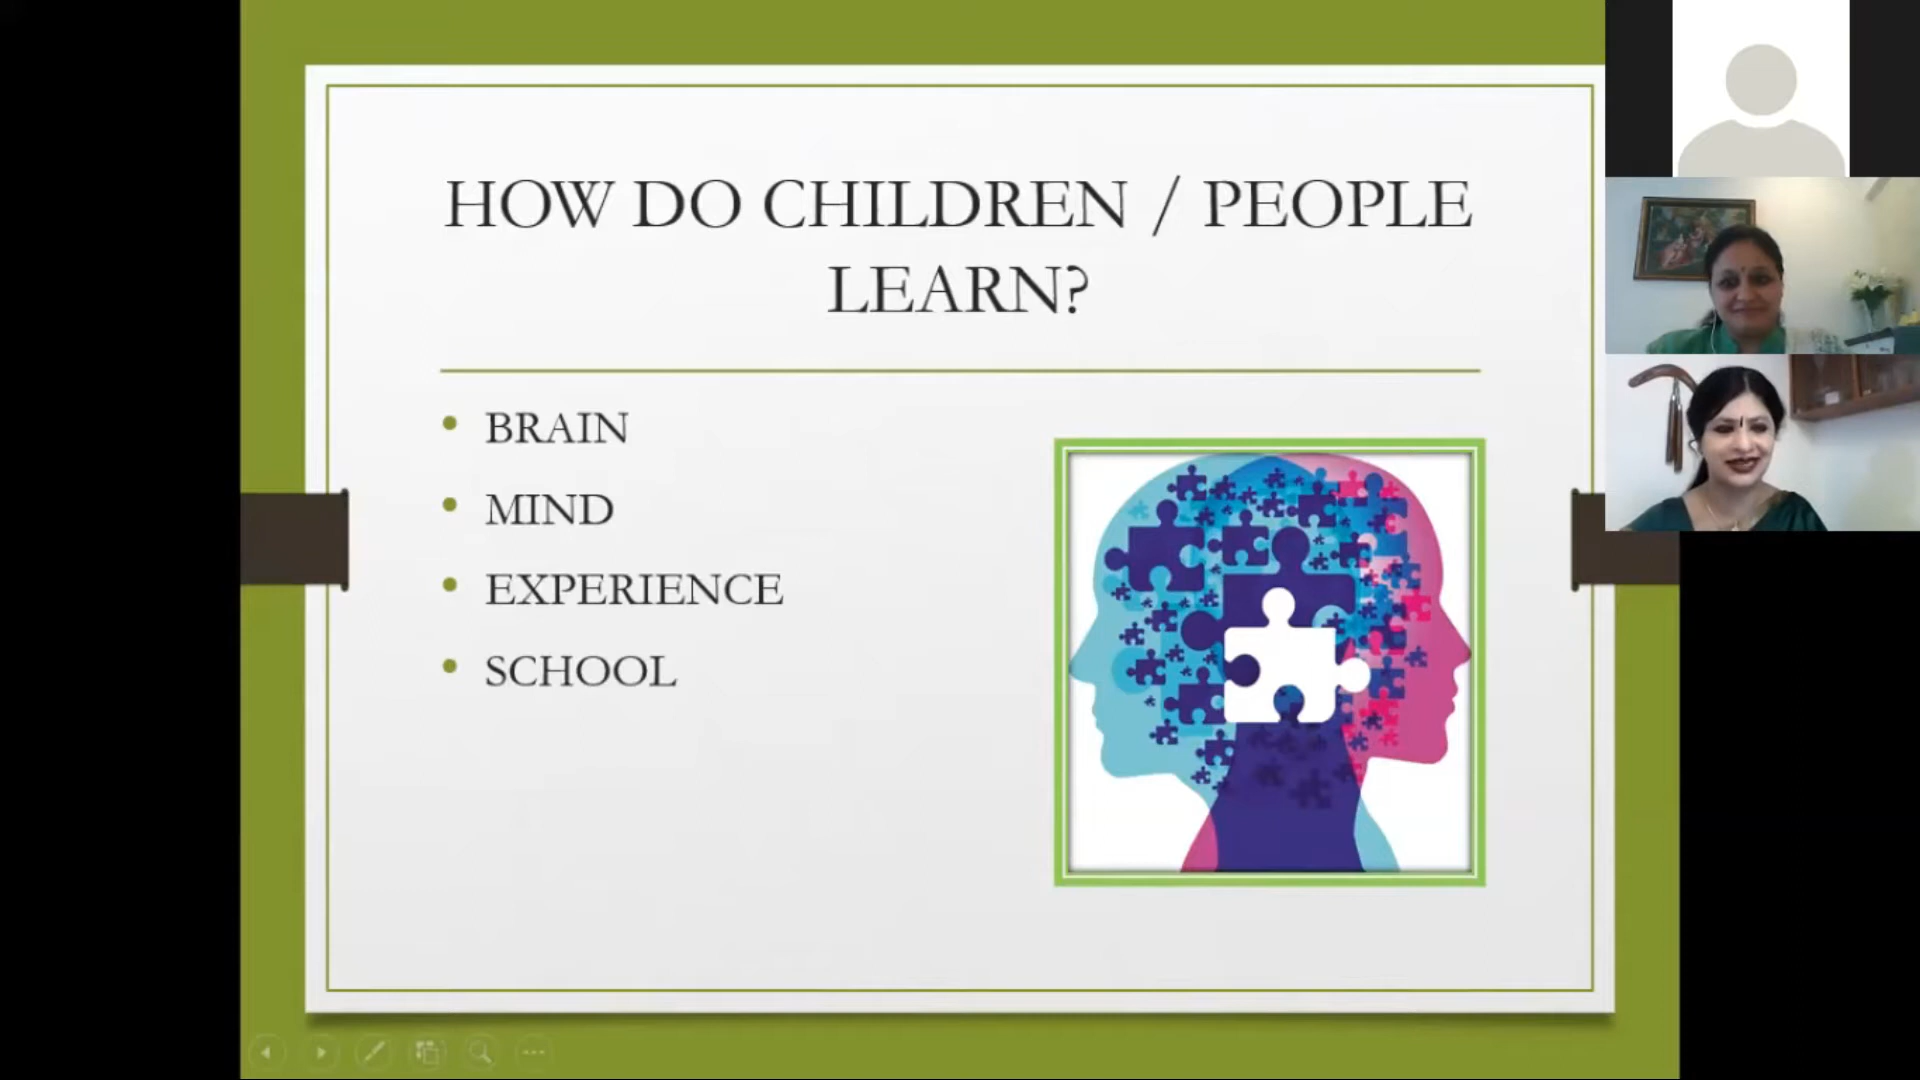 HOW DO CHILDREN / PEOPLE
LEARN?
• BRAIN
• MIND
• EXPERIENCE
• SCHOOL